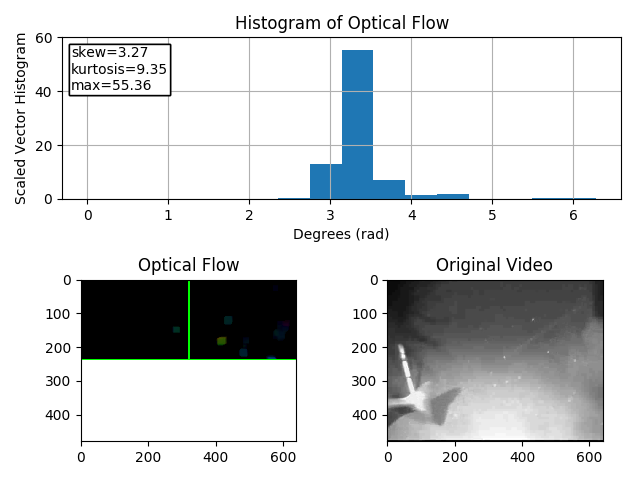 Histogram of Optical Flow
Scaled Vector Histogram
60
40
20
0
skew=3.27
kurtosis=9.35
max=55.36
0 1 2 3 4 5 6
Degrees (rad)
Optical Flow
0
100
200
300
400
0 200 400 600
Original Video
0
100
200
300
400
0 200 400 600